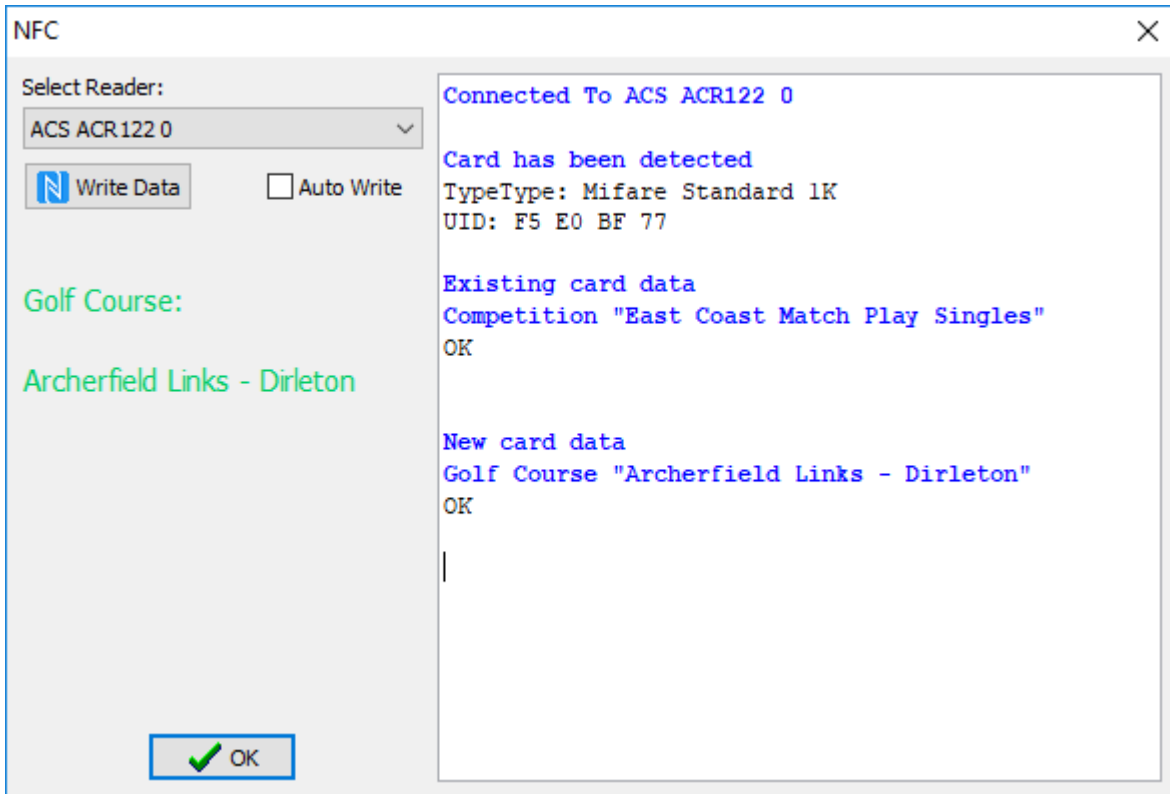 NFC
Select Reader:
ACS ACR122 0
Write Data
Auto Write
Golf Course:
Archerfield Links - Dirleton
OK
Connected To ACS ACR122 0
Card has been detected
TypeType: Mifare Standard 1K
UID: F5 E0 BF 77
Existing card data
Competition "East Coast Match Play Singles"
OK
New card data
Golf Course "Archerfield Links - Dirleton"
OK